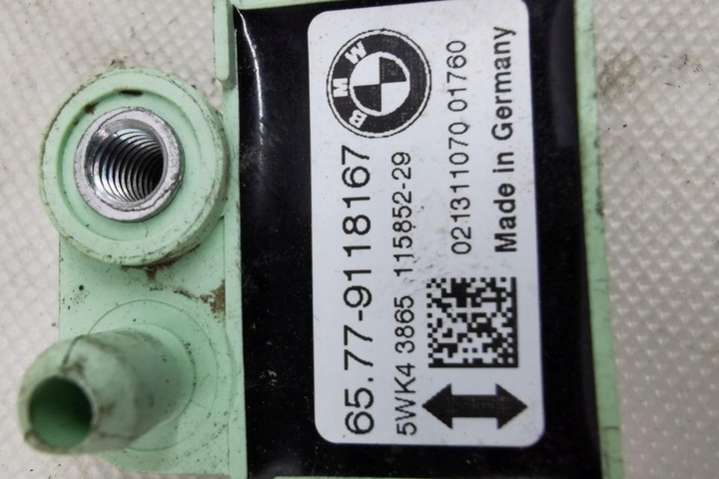 BMW
65.77-9118167
5WK4 3865 115852-29
021311070 01760
Made in Germany